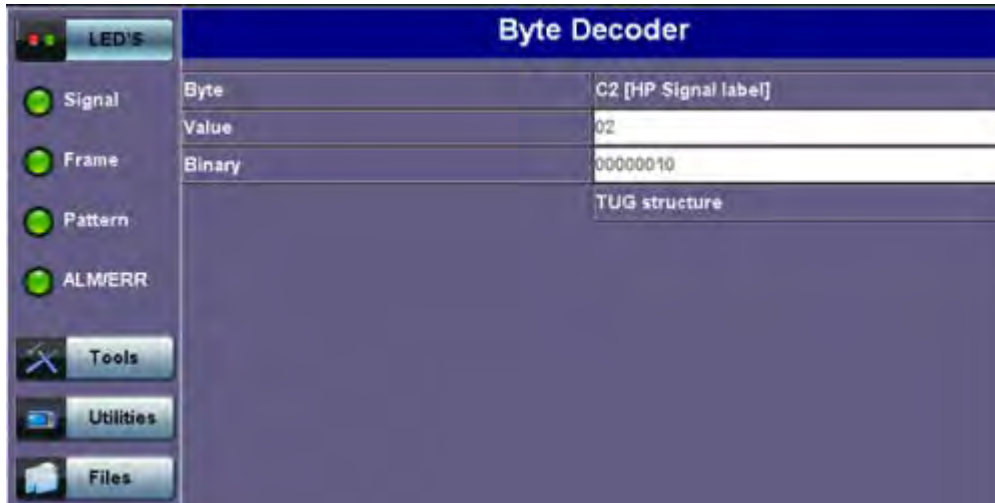 Byte Decoder
LED'S
Signal
Frame
Pattern
ALM/ERR
Tools
Utilities
Files
Byte C2 [HP Signal label]
Value 02
Binary 00000010
TUG structure